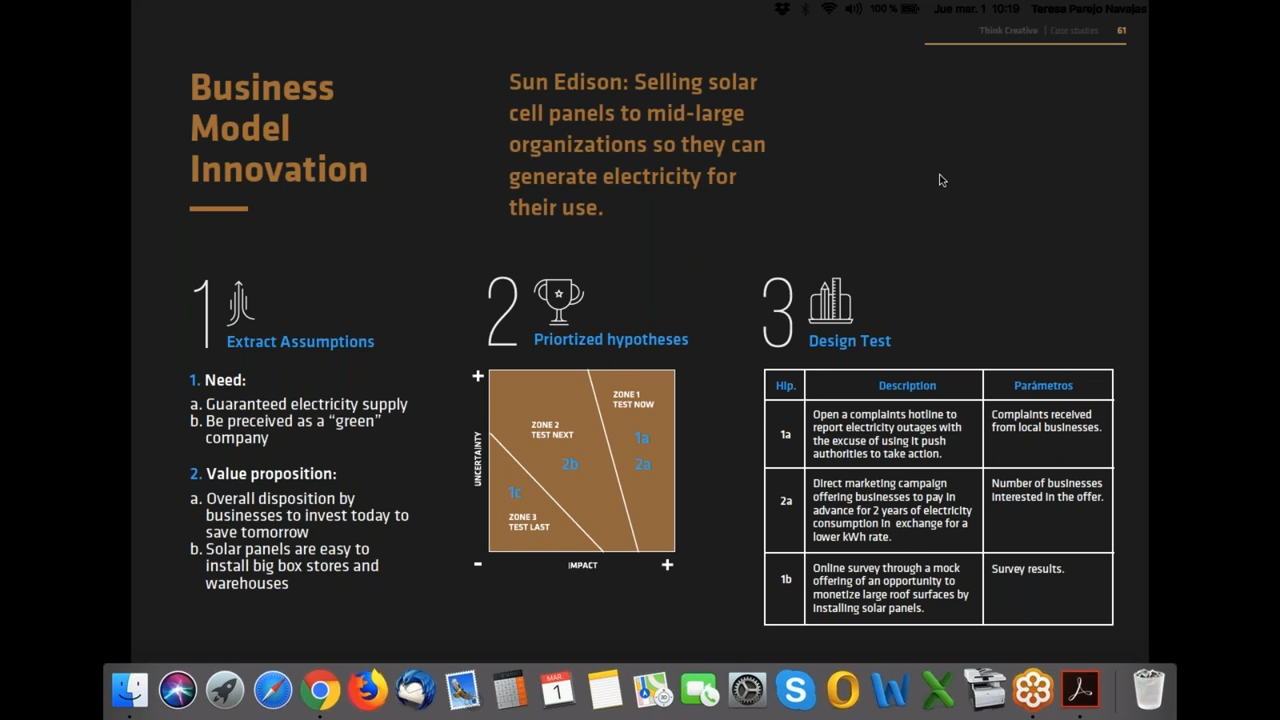 100 %
Jue mar. 1 10:19 Teresa Parejo Navajas
Think Creative | Case studies 61
Business
Model
Innovation
Sun Edison: Selling solar
cell panels to mid-large
organizations so they can
generate electricity for
their use.
1
Extract Assumptions
1. Need:
a. Guaranteed electricity supply
b. Be preceived as a “green”
company
2. Value proposition:
a. Overall disposition by
businesses to invest today to
save tomorrow
b. Solar panels are easy to
install big box stores and
warehouses
2
Priortized hypotheses
+
UNCERTAINTY
ZONE 1
TEST NOW
1a
2a
ZONE 2
TEST NEXT
2b
1c
ZONE 3
TEST LAST
-
IMPACT
+
3
Design Test
Hip. Description Parámetros
1a
Open a complaints hotline to
report electricity outages with
the excuse of using it push
authorities to take action.
Complaints received
from local businesses.
2a
Direct marketing campaign
offering businesses to pay in
advance for 2 years of electricity
consumption in exchange for a
lower kWh rate.
Number of businesses
interested in the offer.
1b
Online survey through a mock
offering of an opportunity to
monetize large roof surfaces by
installing solar panels.
Survey results.
MAR.
1